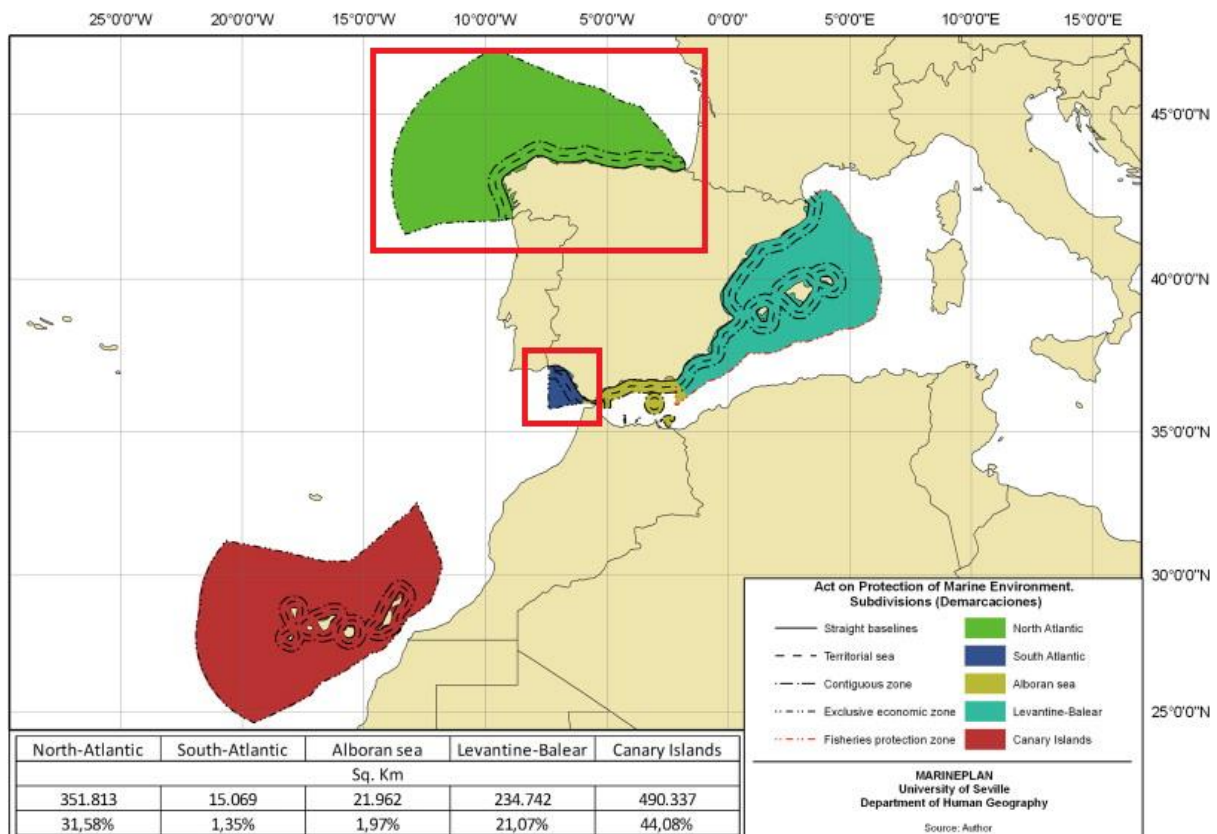 25°0'0"W 20°0'0"W 15°0'0"W 10°0'0"W 5°0'0"W 0°0'0" 5°0'0"E 10°0'0"E 15°0'0"E
45°0'0"N
40°0'0"N
35°0'0"N
30°0'0"N
25°0'0"N
Act on Protection of Marine Environment.
Subdivisions (Demarcaciones)
Straight baselines North Atlantic
Territorial sea South Atlantic
Contiguous zone Alboran sea
Exclusive economic zone Levantine-Balear
Fisheries protection zone Canary Islands
MARINEPLAN
University of Seville
Department of Human Geography
Source: Author
North-Atlantic South-Atlantic Alboran sea Levantine-Balear Canary Islands
Sq. Km
351.813 15.069 21.962 234.742 490.337
31,58% 1,35% 1,97% 21,07% 44,08%